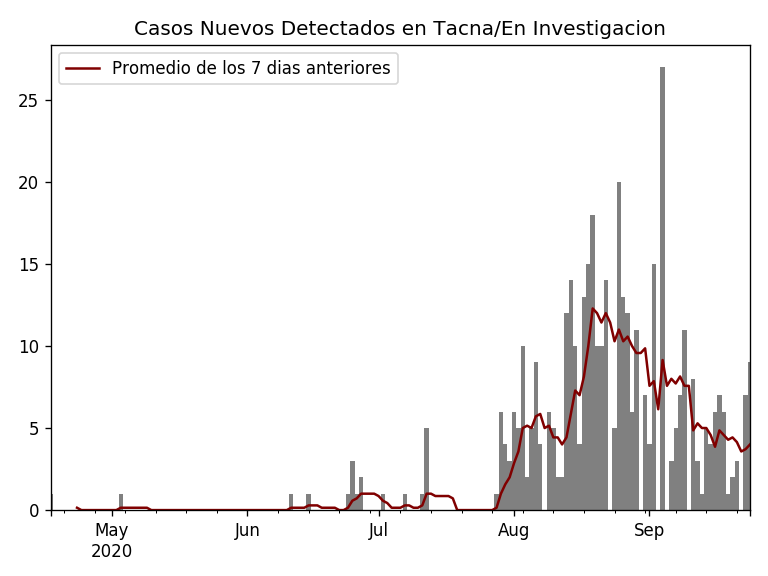 Casos Nuevos Detectados en Tacna/En Investigacion
Promedio de los 7 dias anteriores
25
20
15
10
5
0
May Jun Jul Aug Sep
2020